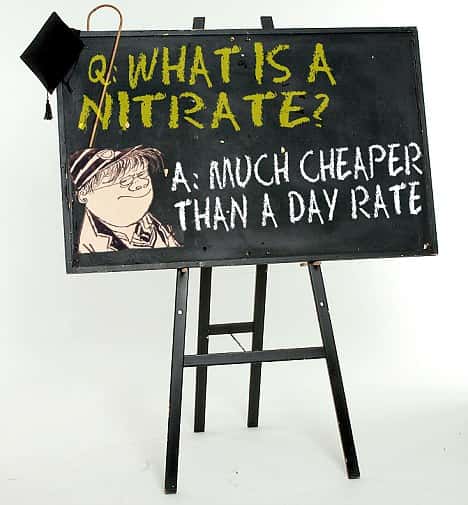 Q: WHAT IS A
NITRATE?
A: MUCH CHEAPER
THAN A DAY RATE